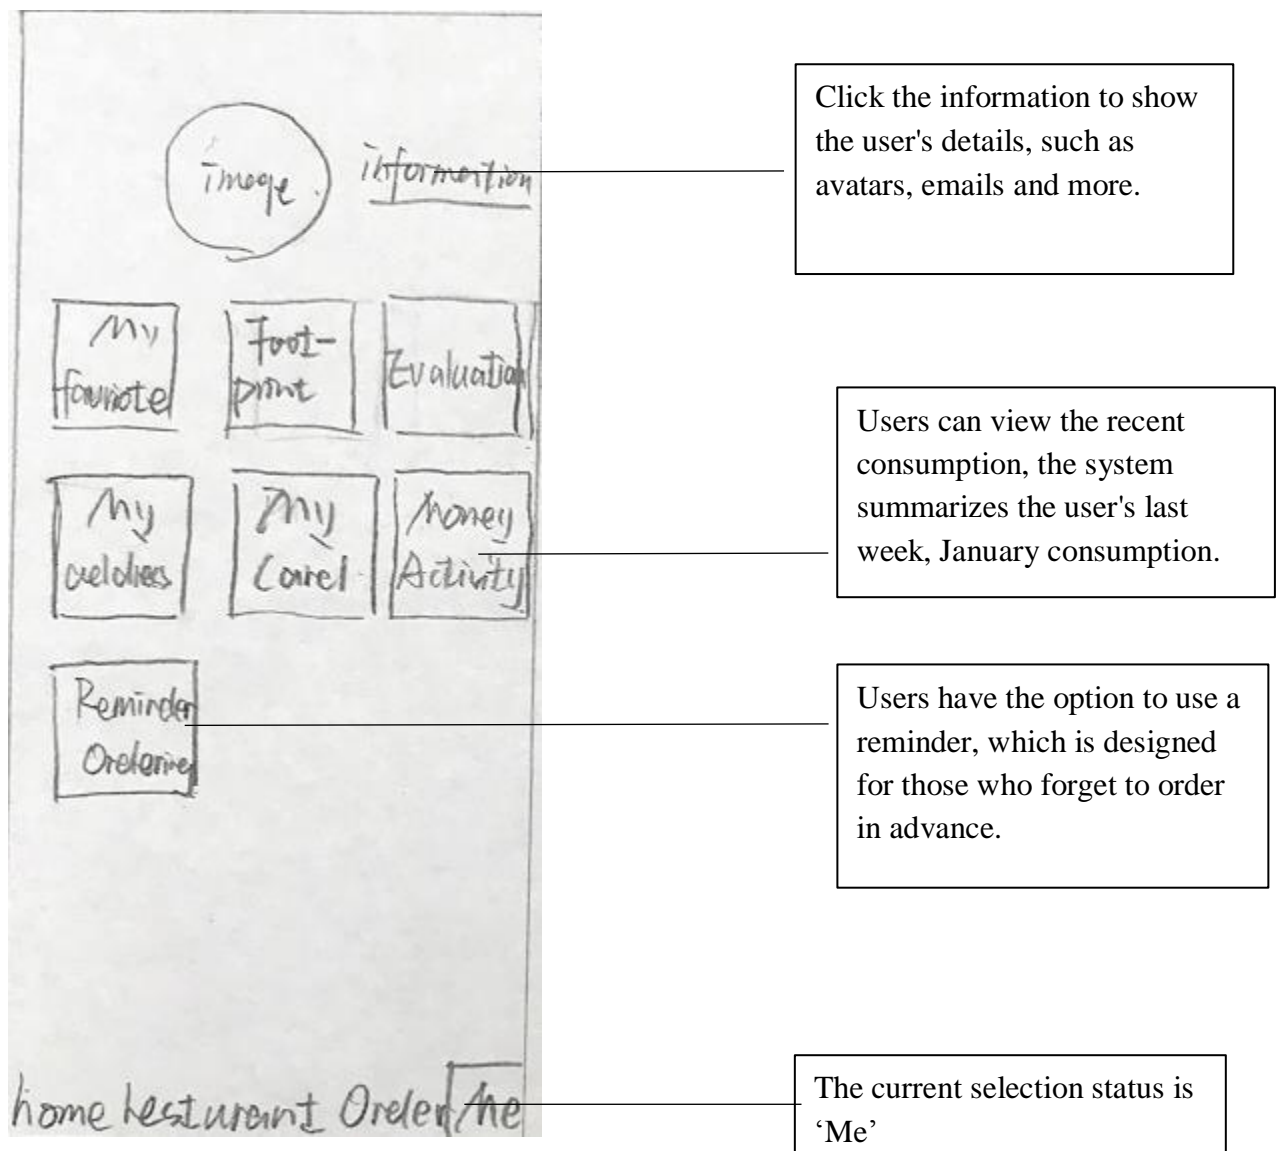 image
information
Click the information to show
the user's details, such as
avatars, emails and more.
My
favriote
Foot-
print
Evaluation
My
address
My
Card
Money
Activity
Users can view the recent
consumption, the system
summarizes the user's last
week, January consumption.
Reminder
Ordering
Users have the option to use a
reminder, which is designed
for those who forget to order
in advance.
home resturant Order Me
The current selection status is
‘Me’